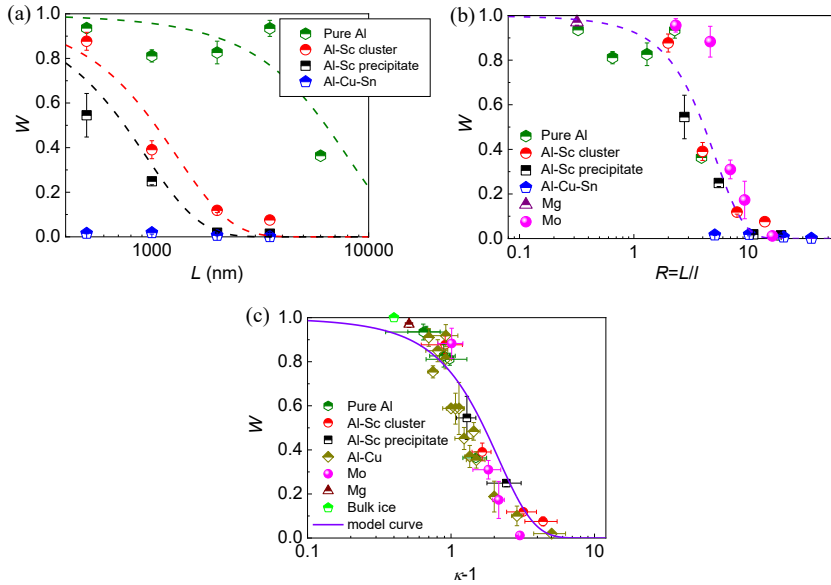 (a)
1.0
0.8
0.6
0.4
0.2
0.0
W
1000
10000
L (nm)
Pure Al
Al-Sc cluster
Al-Sc precipitate
Al-Cu-Sn
(b)
1.0
0.8
0.6
0.4
0.2
0.0
W
0.1
1
10
R=L/l
Pure Al
Al-Sc cluster
Al-Sc precipitate
Al-Cu-Sn
Mg
Mo
(c)
1.0
0.8
0.6
0.4
0.2
0.0
W
0.1
1
10
κ-1
Pure Al
Al-Sc cluster
Al-Sc precipitate
Al-Cu
Mo
Mg
Bulk ice
model curve